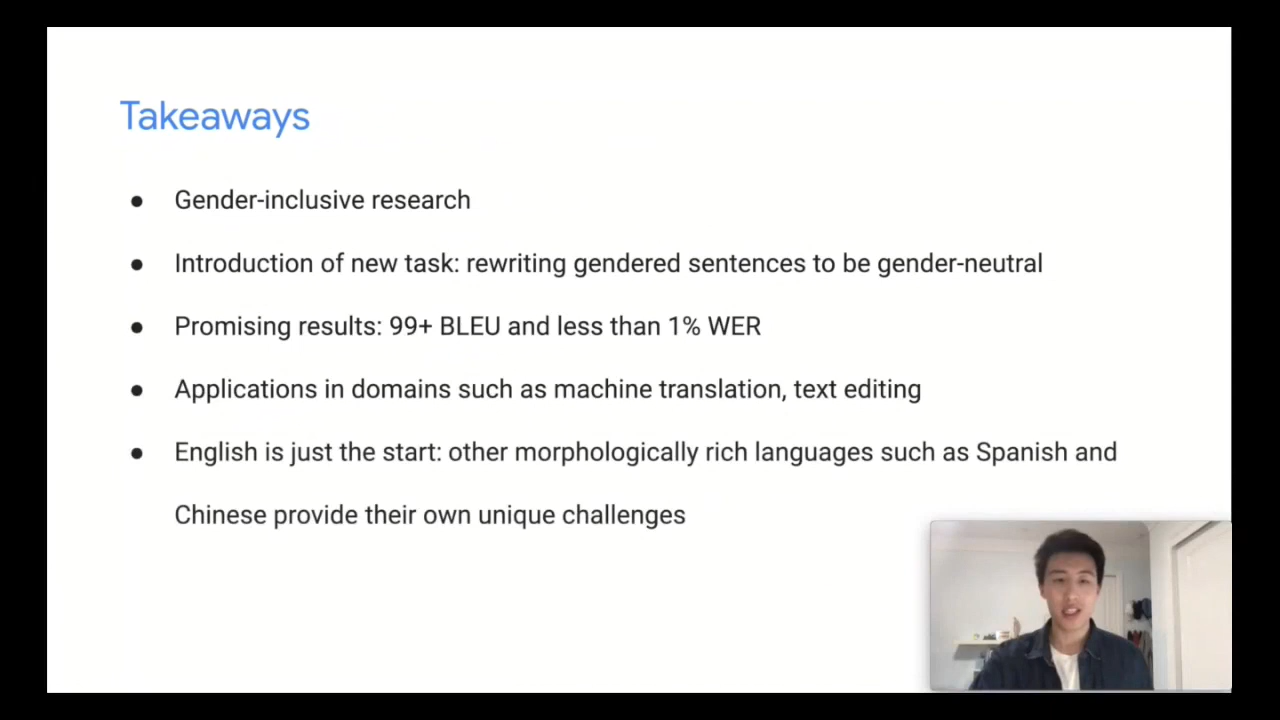 Takeaways
● Gender-inclusive research
● Introduction of new task: rewriting gendered sentences to be gender-neutral
● Promising results: 99+ BLEU and less than 1% WER
● Applications in domains such as machine translation, text editing
● English is just the start: other morphologically rich languages such as Spanish and
Chinese provide their own unique challenges